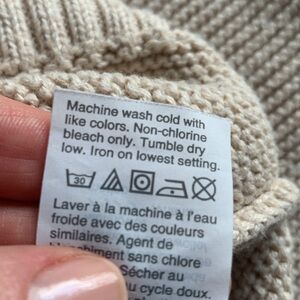 Machine wash cold with
like colors. Non-chlorine
bleach only. Tumble dry
low. Iron on lowest setting.
30
Laver à la machine à l'eau
froide avec des couleurs
similaires. Agent de
sans chlore
Sécher au
au cycle doux.